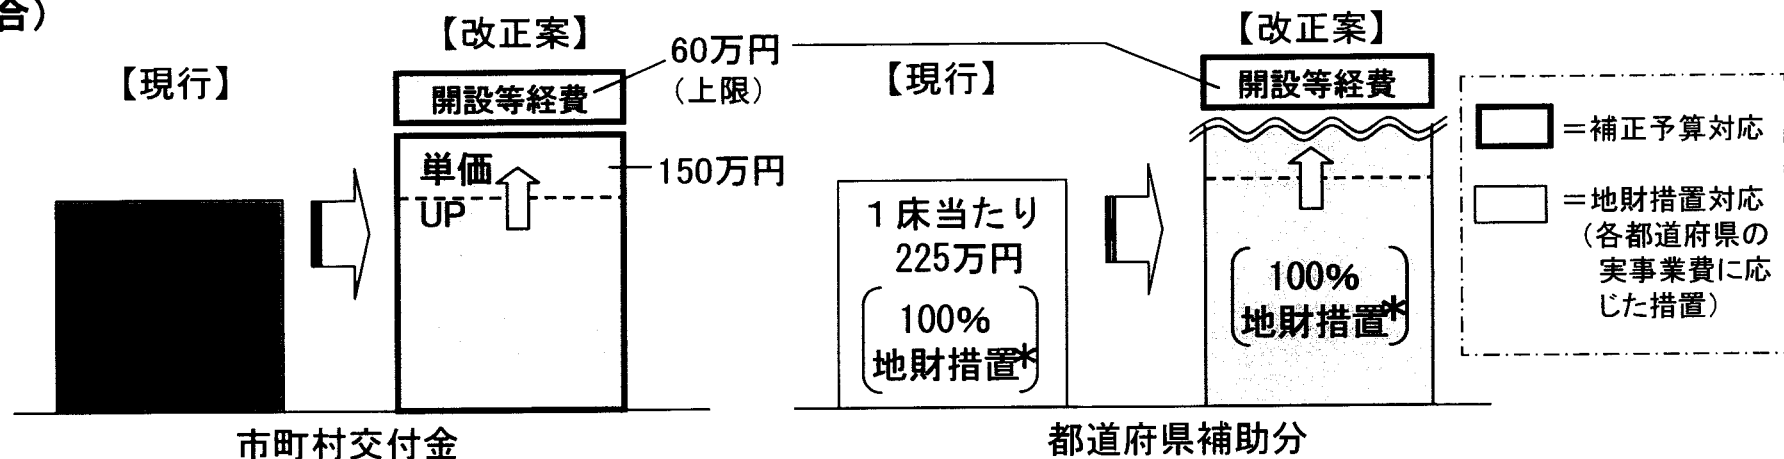 合）
【現行】
【改正案】
開設等経費
60万円
（上限）
単価
UP
150万円
市町村交付金
【現行】
1床当たり
225万円
100%
地財措置*
【改正案】
開設等経費
100%
地財措置*
都道府県補助分
＝補正予算対応
＝地財措置対応
（各都道府県の
実事業費に応
じた措置）